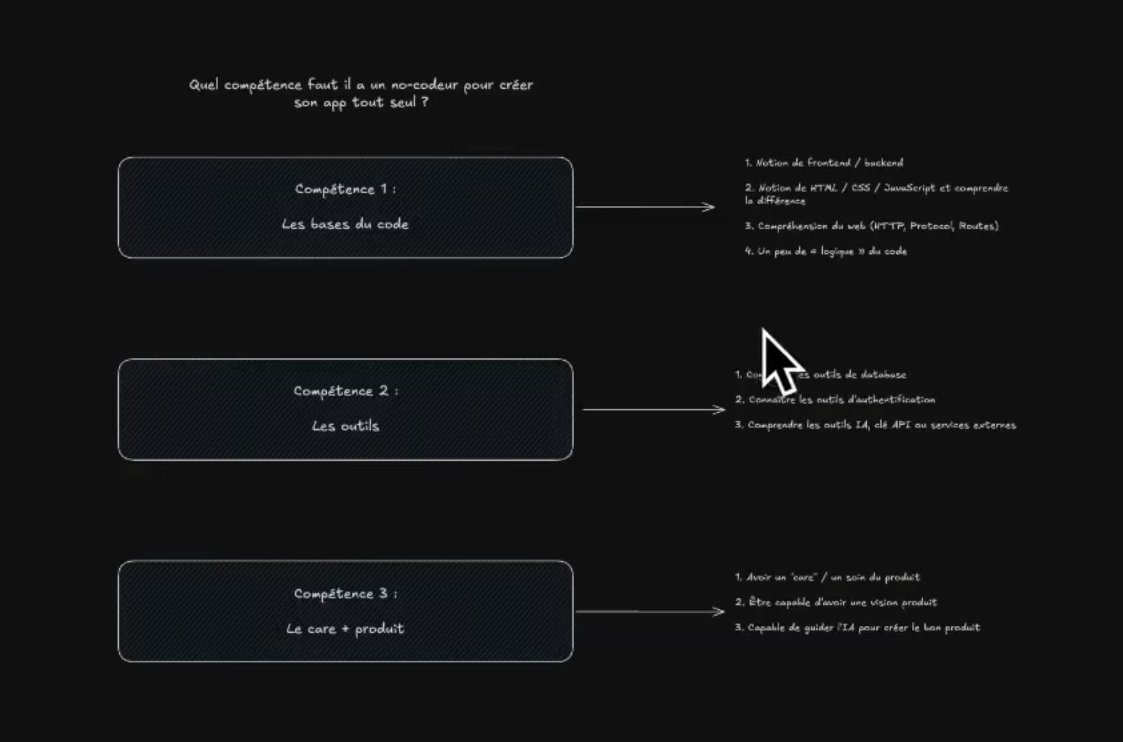 Quel compétence faut il a un no-codeur pour créer
son app tout seul ?
Compétence 1 :
Les bases du code
1. Notion de frontend / backend
2. Notion de HTML / CSS / JavaScript et comprendre
la différence
3. Compréhension du web (HTTP, Protocol, Routes)
4. Un peu de « logique » du code
Compétence 2 :
Les outils
1. outils de database
2. Connaître les outils d'authentification
3. Comprendre les outils IA, clé API ou services externes
Compétence 3 :
Le care + produit
1. Avoir un "care" / un soin du produit
2. Être capable d'avoir une vision produit
3. Capable de guider l'IA pour créer le bon produit